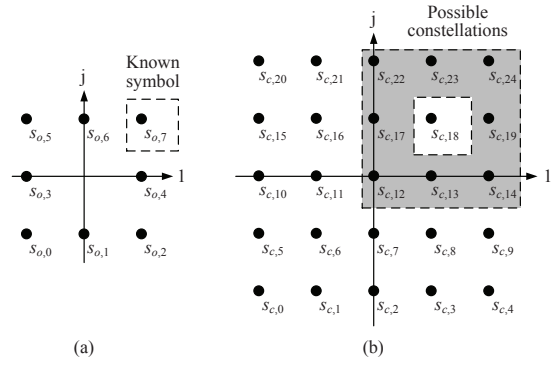 Possible
constellations
j
s_{c,20} s_{c,21} s_{c,22} s_{c,23} s_{c,24}
Known
symbol
j
s_{o,5} s_{o,6} s_{o,7}
s_{c,15} s_{c,16} s_{c,17} s_{c,18} s_{c,19}
1
1
s_{o,3} s_{o,4}
s_{c,10} s_{c,11} s_{c,12} s_{c,13} s_{c,14}
s_{o,0} s_{o,1} s_{o,2}
s_{c,5} s_{c,6} s_{c,7} s_{c,8} s_{c,9}
s_{c,0} s_{c,1} s_{c,2} s_{c,3} s_{c,4}
(a)
(b)